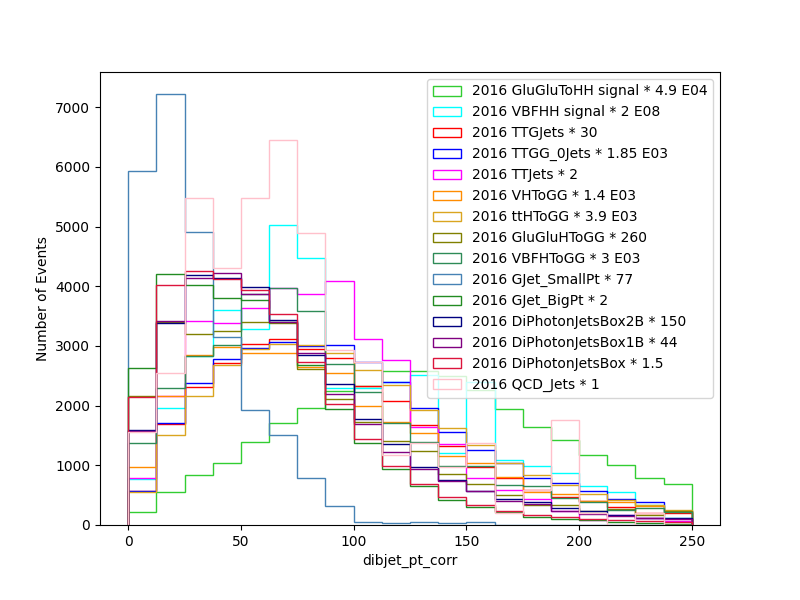 7000
6000
5000
4000
3000
2000
1000
0
Number of Events
0 50 100 150 200 250
dibjet_pt_corr
2016 GluGluToHH signal * 4.9 E04
2016 VBFHH signal * 2 E08
2016 TTGJets * 30
2016 TTGG_0Jets * 1.85 E03
2016 TTJets * 2
2016 VHToGG * 1.4 E03
2016 ttHToGG * 3.9 E03
2016 GluGluHToGG * 260
2016 VBFHToGG * 3 E03
2016 GJet_SmallPt * 77
2016 GJet_BigPt * 2
2016 DiPhotonJetsBox2B * 150
2016 DiPhotonJetsBox1B * 44
2016 DiPhotonJetsBox * 1.5
2016 QCD_Jets * 1